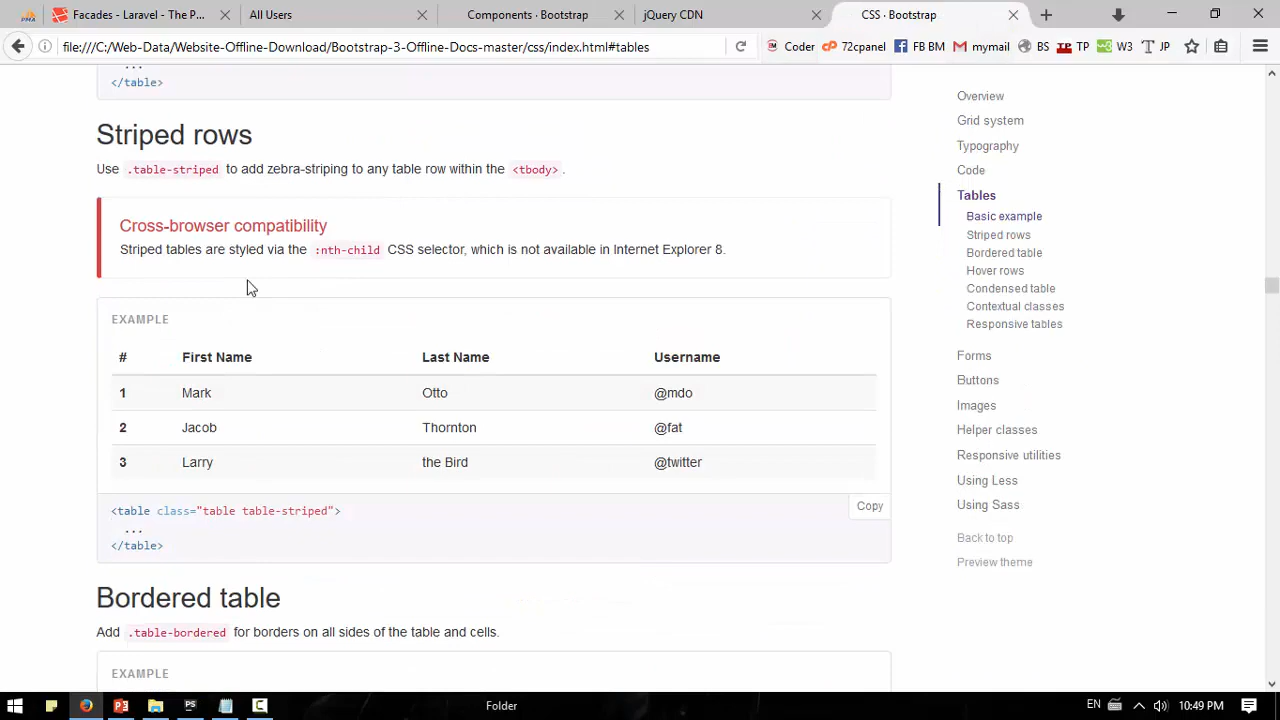 Facades - Laravel - The P...
All Users
Components · Bootstrap
jQuery CDN
CSS · Bootstrap
file:///C:/Web-Data/Website-Offline-Download/Bootstrap-3-Offline-Docs-master/css/index.html#tables
Coder
72cpanel
FB BM
mymail
BS
TP
W3
JP
...
</table>
Striped rows
Use .table-striped to add zebra-striping to any table row within the <tbody>.
Cross-browser compatibility
Striped tables are styled via the :nth-child CSS selector, which is not available in Internet Explorer 8.
EXAMPLE
# First Name Last Name Username
1 Mark Otto @mdo
2 Jacob Thornton @fat
3 Larry the Bird @twitter
Copy
<table class="table table-striped">
...
</table>
Bordered table
Add .table-bordered for borders on all sides of the table and cells.
EXAMPLE
Overview
Grid system
Typography
Code
Tables
Basic example
Striped rows
Bordered table
Hover rows
Condensed table
Contextual classes
Responsive tables
Forms
Buttons
Images
Helper classes
Responsive utilities
Using Less
Using Sass
Back to top
Preview theme
Folder
EN
10:49 PM